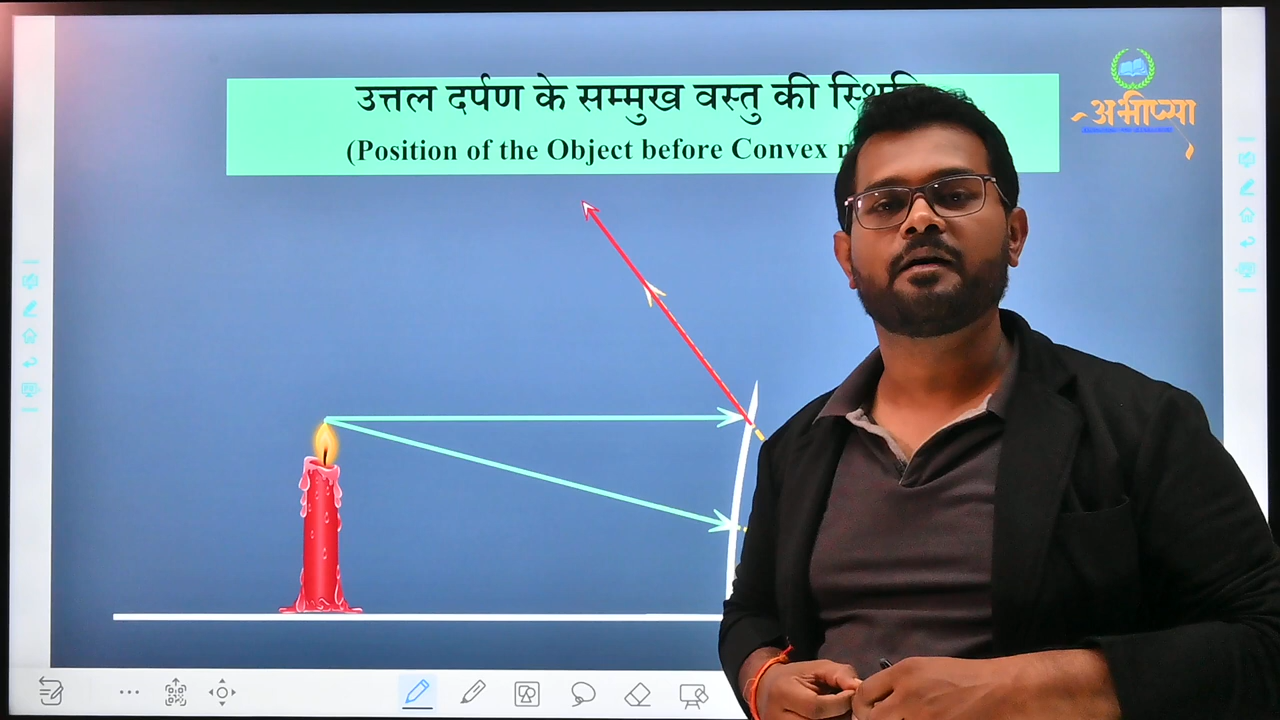 उत्तल दर्पण के सम्मुख वस्तु की
(Position of the Object before Convex
अभीप्सा